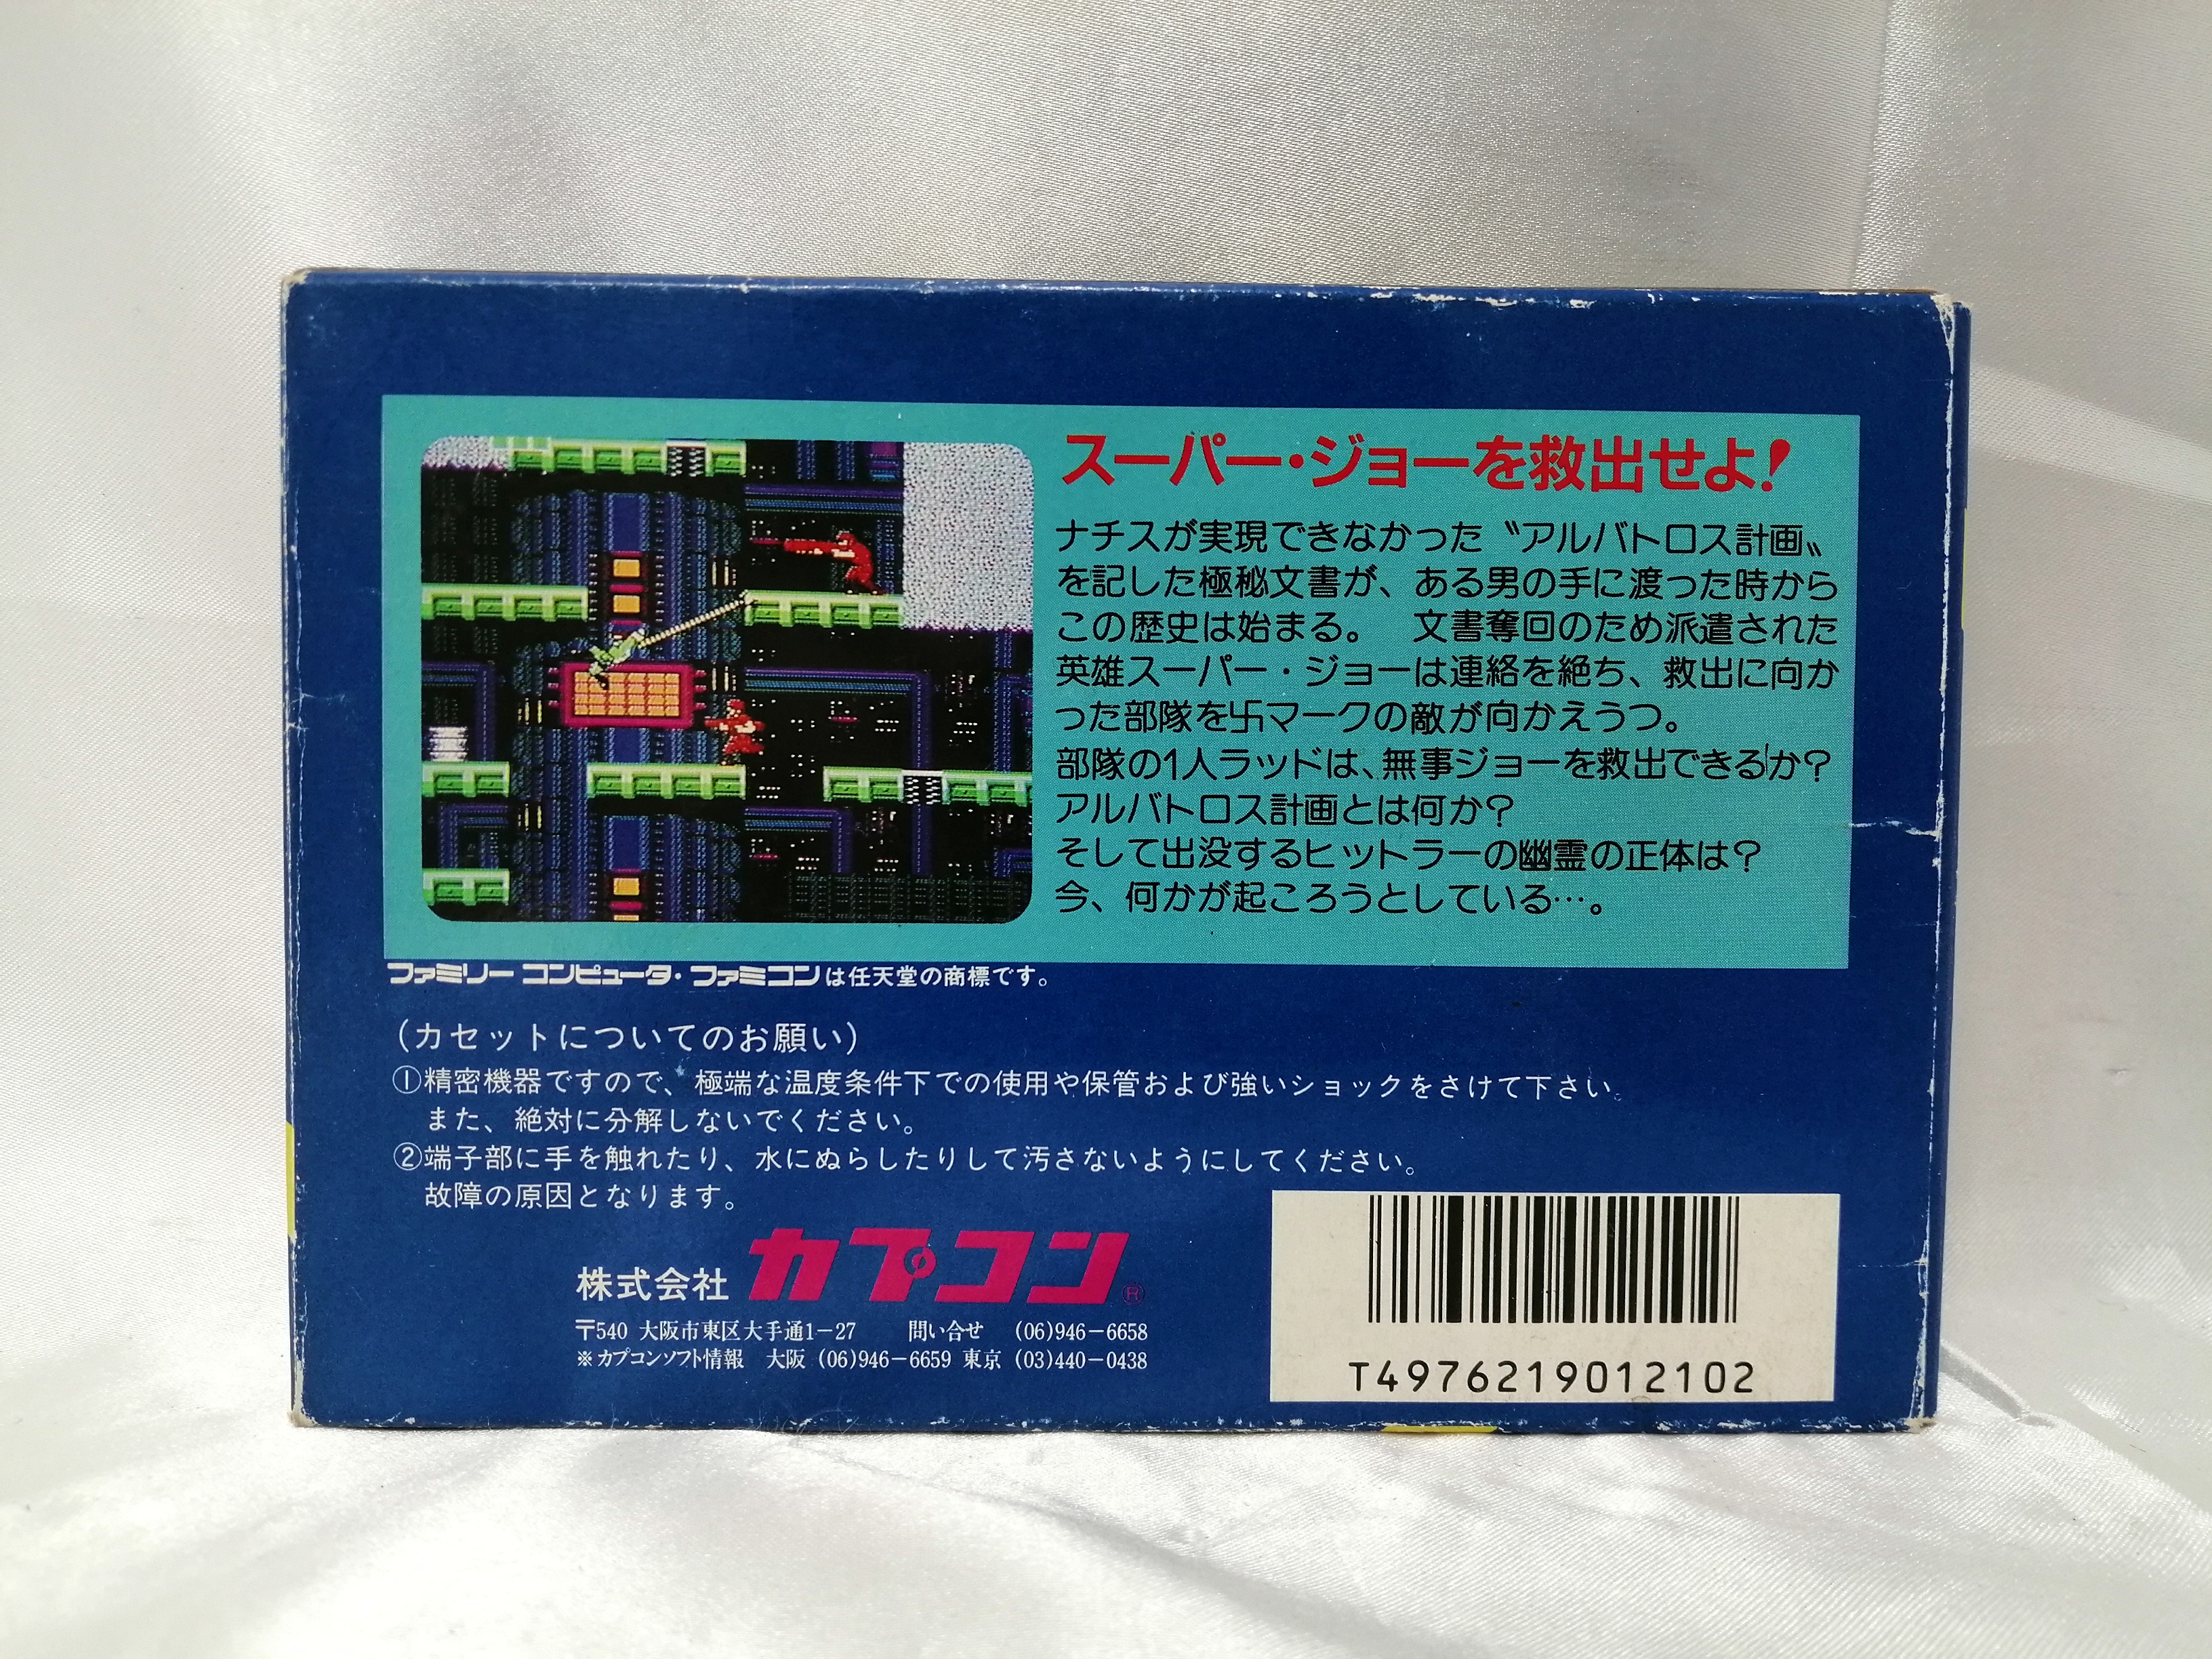 スーパー・ジョーを救出せよ!
ナチスが実現できなかった〝アルバトロス計画〟
を記した極秘文書が、ある男の手に渡った時から
この歴史は始まる。 文書奪回のため派遣された
英雄スーパー・ジョーは連絡を絶ち、救出に向か
った部隊を卐マークの敵が向かえうつ。
部隊の1人ラッドは、無事ジョーを救出できるか?
アルバトロス計画とは何か?
そして出没するヒットラーの幽霊の正体は?
今、何かが起ころうとしている…。
ファミリーコンピュータ・ファミコンは任天堂の商標です。
(カセットについてのお願い)
①精密機器ですので、極端な温度条件下での使用や保管および強いショックをさけて下さい。
また、絶対に分解しないでください。
②端子部に手を触れたり、水にぬらしたりして汚さないようにしてください。
故障の原因となります。
株式会社 カプコン®
〒540 大阪市東区大手通1−27 問い合せ (06)946−6658
※カプコンソフト情報 大阪 (06)946−6659 東京 (03)440−0438
T4976219012102